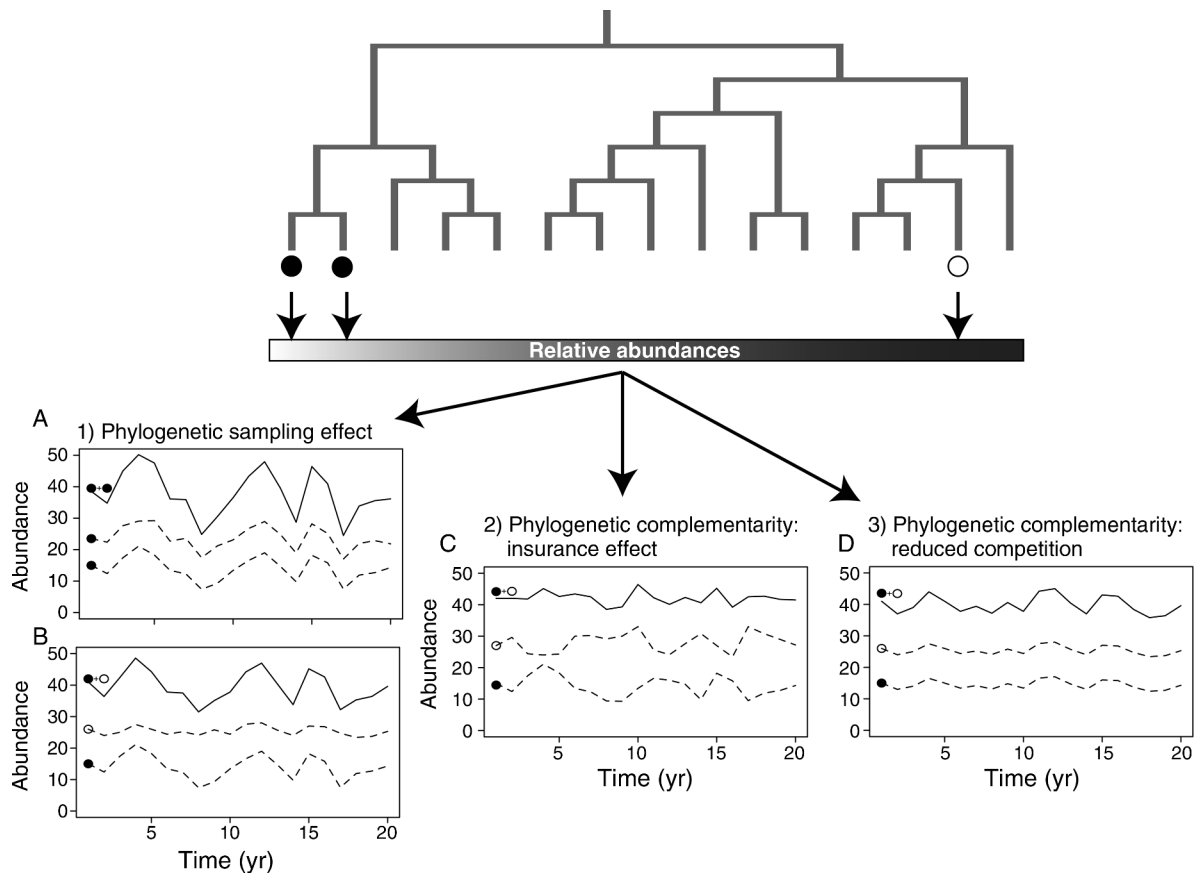 Relative abundances
A
1) Phylogenetic sampling effect
50
40
30
20
10
0
Abundance
+
B
50
40
30
20
10
0
Abundance
+
5
10
15
20
Time (yr)
C
2) Phylogenetic complementarity:
insurance effect
50
40
30
20
10
0
Abundance
+
5
10
15
20
Time (yr)
D
3) Phylogenetic complementarity:
reduced competition
50
40
30
20
10
0
+
5
10
15
20
Time (yr)